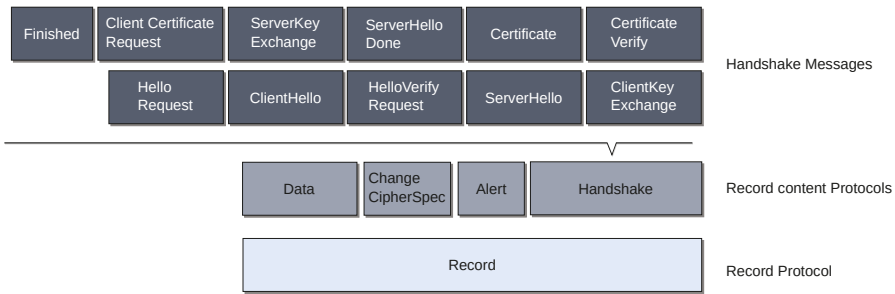 Finished
Client Certificate
Request
ServerKey
Exchange
ServerHello
Done
Certificate
Certificate
Verify
Handshake Messages
Hello
Request
ClientHello
HelloVerify
Request
ServerHello
ClientKey
Exchange
Data
Change
CipherSpec
Alert
Handshake
Record content Protocols
Record
Record Protocol